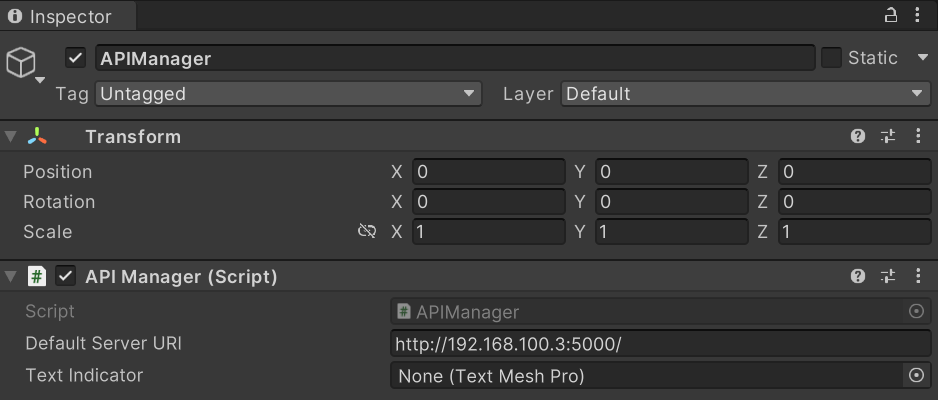 Inspector
APIManager
Static
Tag Untagged Layer Default
Transform
Position X 0 Y 0 Z 0
Rotation X 0 Y 0 Z 0
Scale X 1 Y 1 Z 1
# API Manager (Script)
Script # APIManager
Default Server URI http://192.168.100.3:5000/
Text Indicator None (Text Mesh Pro)